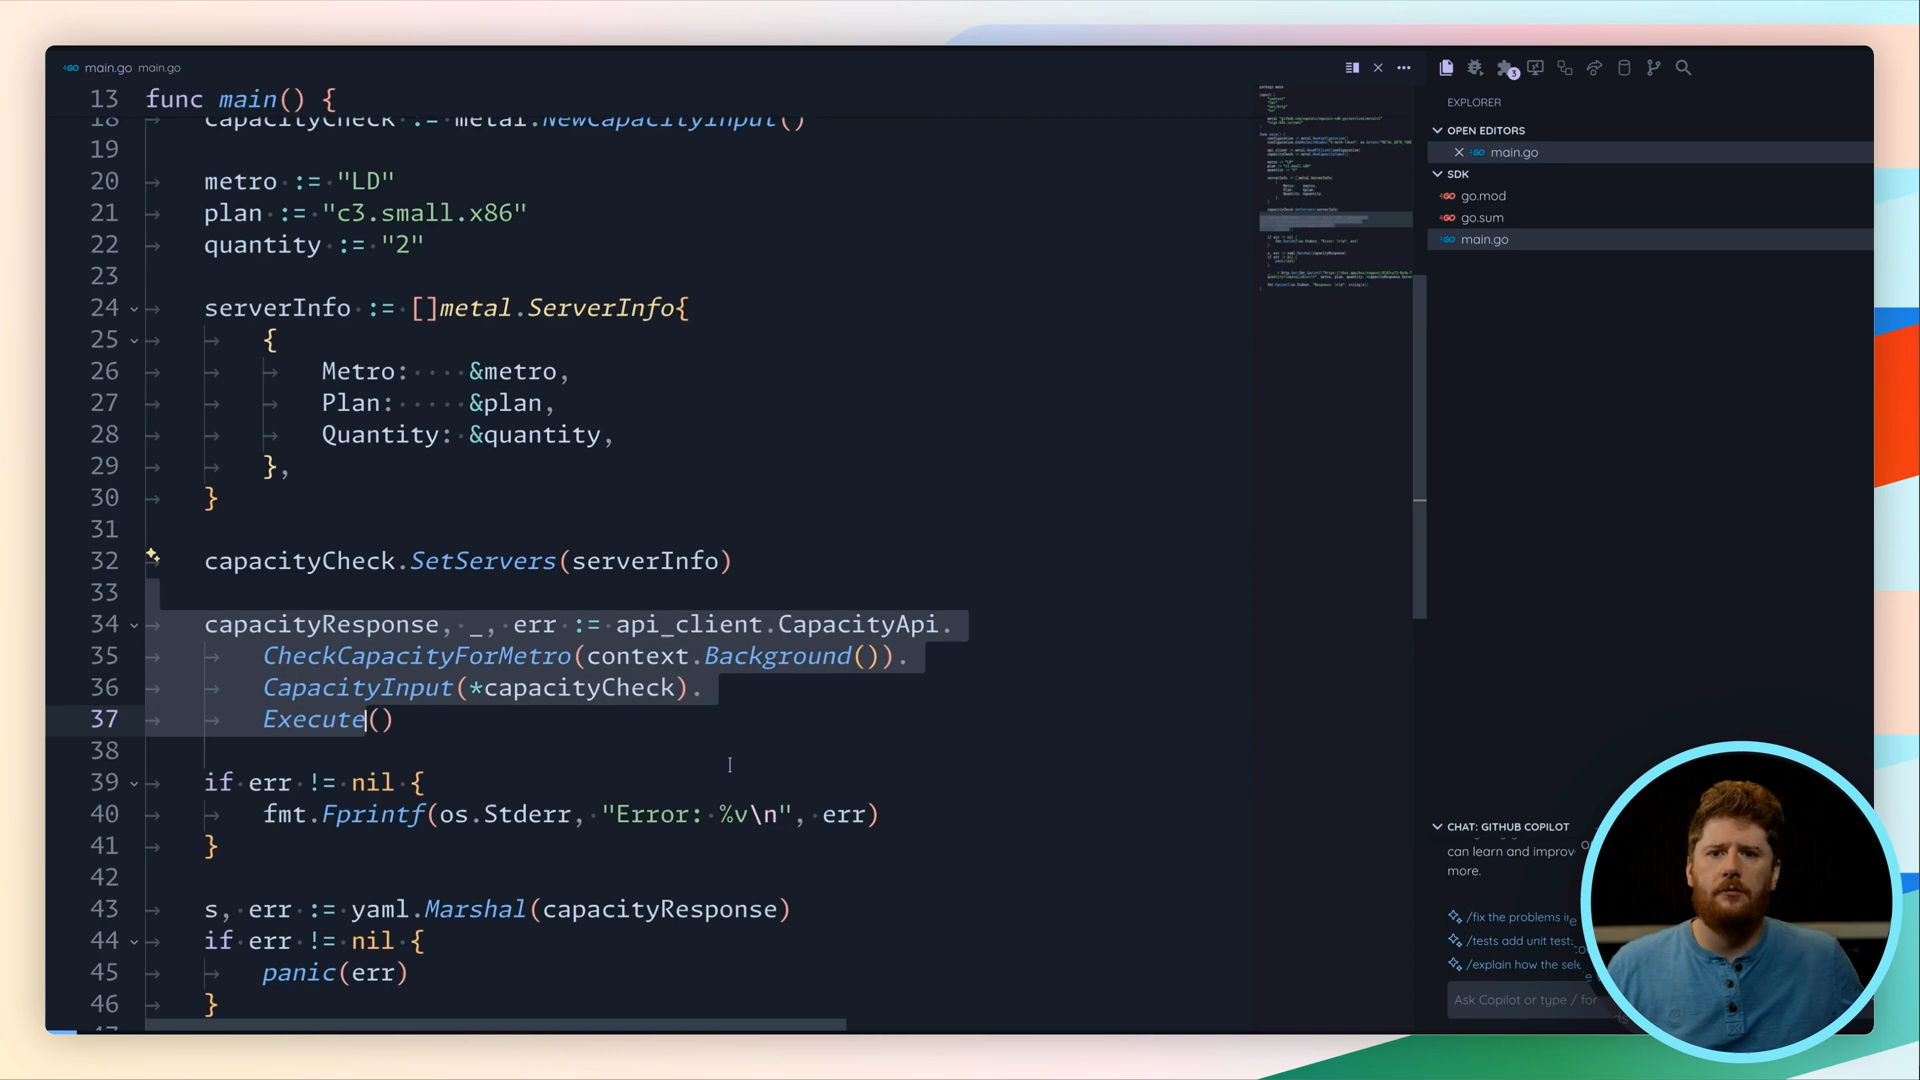 main.go main.go
13 func main() {
18 capacityCheck := metal.NewCapacityInput()
19
20 metro := "LD"
21 plan := "c3.small.x86"
22 quantity := "2"
23
24 serverInfo := []metal.ServerInfo{
25 {
26 Metro: &metro,
27 Plan: &plan,
28 Quantity: &quantity,
29 },
30 }
31
32 capacityCheck.SetServers(serverInfo)
33
34 capacityResponse, _, err := api_client.CapacityApi.
35 CheckCapacityForMetro(context.Background()).
36 CapacityInput(*capacityCheck).
37 Execute()
38
39 if err != nil {
40 fmt.Fprintf(os.Stderr, "Error: %v\n", err)
41 }
42
43 s, err := yaml.Marshal(capacityResponse)
44 if err != nil {
45 panic(err)
46 }
3
EXPLORER
OPEN EDITORS
main.go
SDK
go.mod
go.sum
main.go
CHAT: GITHUB COPILOT
can learn and improv
more.
/fix the problems i
/tests add unit test
/explain how the sele
Ask Copilot or type / for